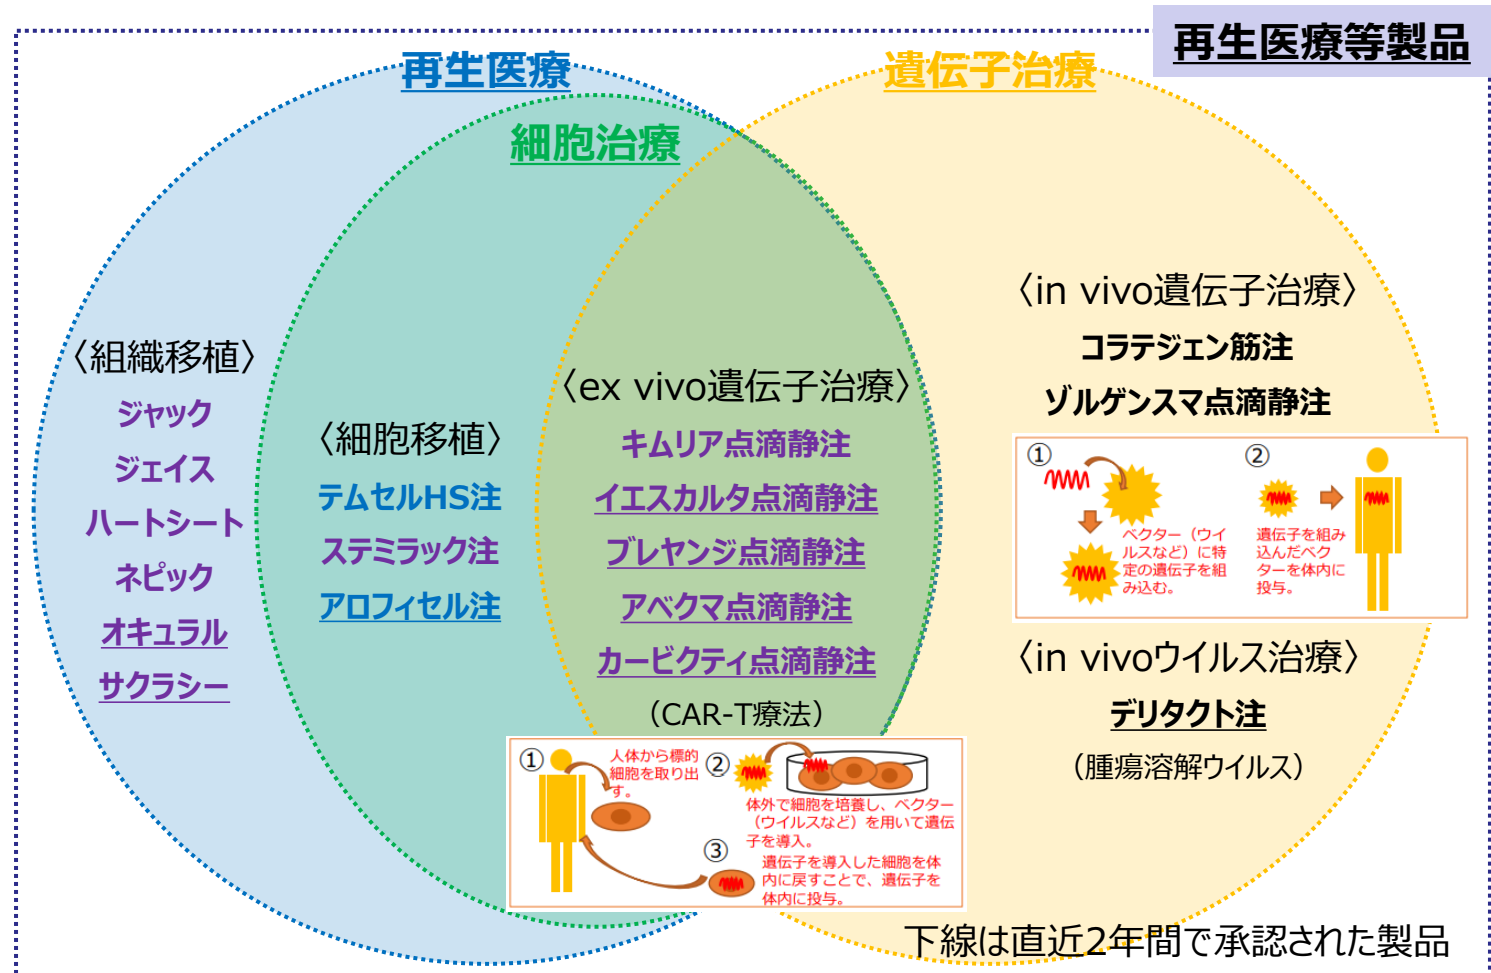 再生医療等製品
再生医療
遺伝子治療
細胞治療
〈組織移植〉
ジャック
ジェイス
ハートシート
ネピック
オキュラル
サクラシー
〈細胞移植〉
テムセルHS注
ステミラック注
アロフィセル注
〈ex vivo遺伝子治療〉
キムリア点滴静注
イエスカルタ点滴静注
ブレヤンジ点滴静注
アベクマ点滴静注
カービクティ点滴静注
（CAR-T療法）
①
人体から標的
細胞を取り出
す。
②
体外で細胞を培養し、ベクター
（ウイルスなど）を用いて遺伝
子を導入。
③
遺伝子を導入した細胞を体
内に戻すことで、遺伝子を
体内に投与。
〈in vivo遺伝子治療〉
コラテジェン筋注
ゾルゲンスマ点滴静注
①
ベクター（ウイ
ルスなど）に特
定の遺伝子を組
み込む。
②
遺伝子を組み
込んだベク
ターを体内に
投与。
〈in vivoウイルス治療〉
デリタクト注
（腫瘍溶解ウイルス）
下線は直近2年間で承認された製品